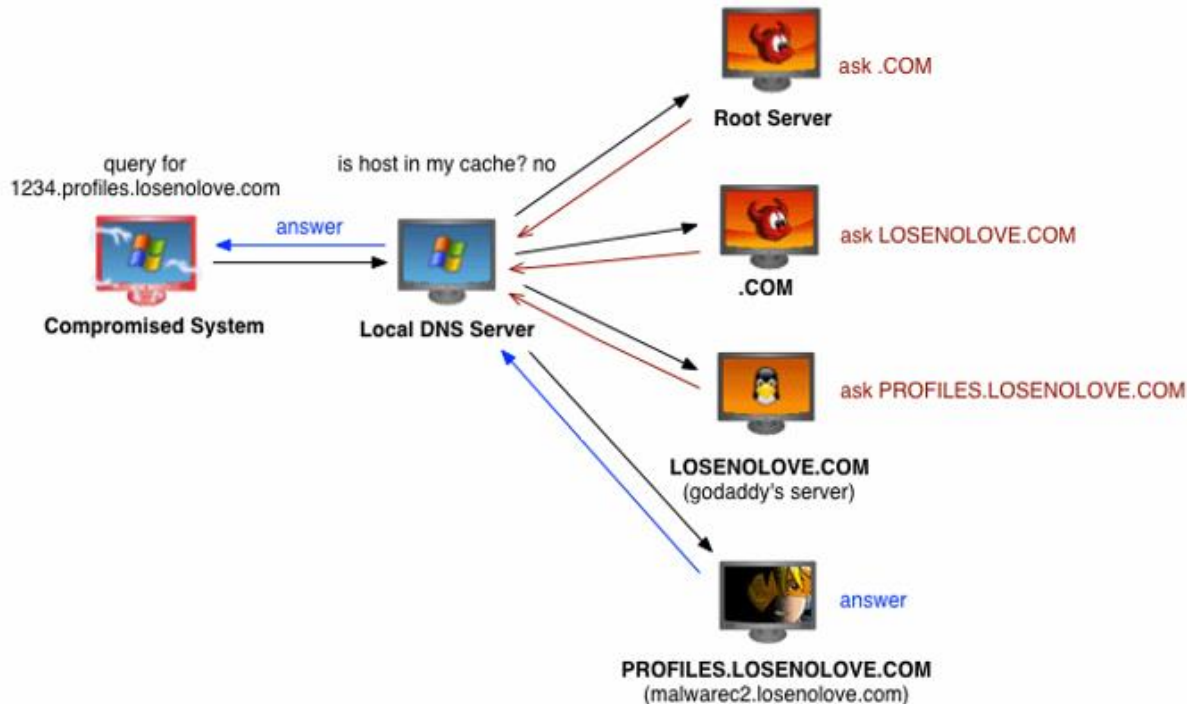 ask .COM
Root Server
query for
1234.profiles.losenolove.com
is host in my cache? no
answer
ask LOSENOLOVE.COM
.COM
Compromised System
Local DNS Server
ask PROFILES.LOSENOLOVE.COM
LOSENOLOVE.COM
(godaddy's server)
answer
PROFILES.LOSENOLOVE.COM
(malwarec2.losenolove.com)